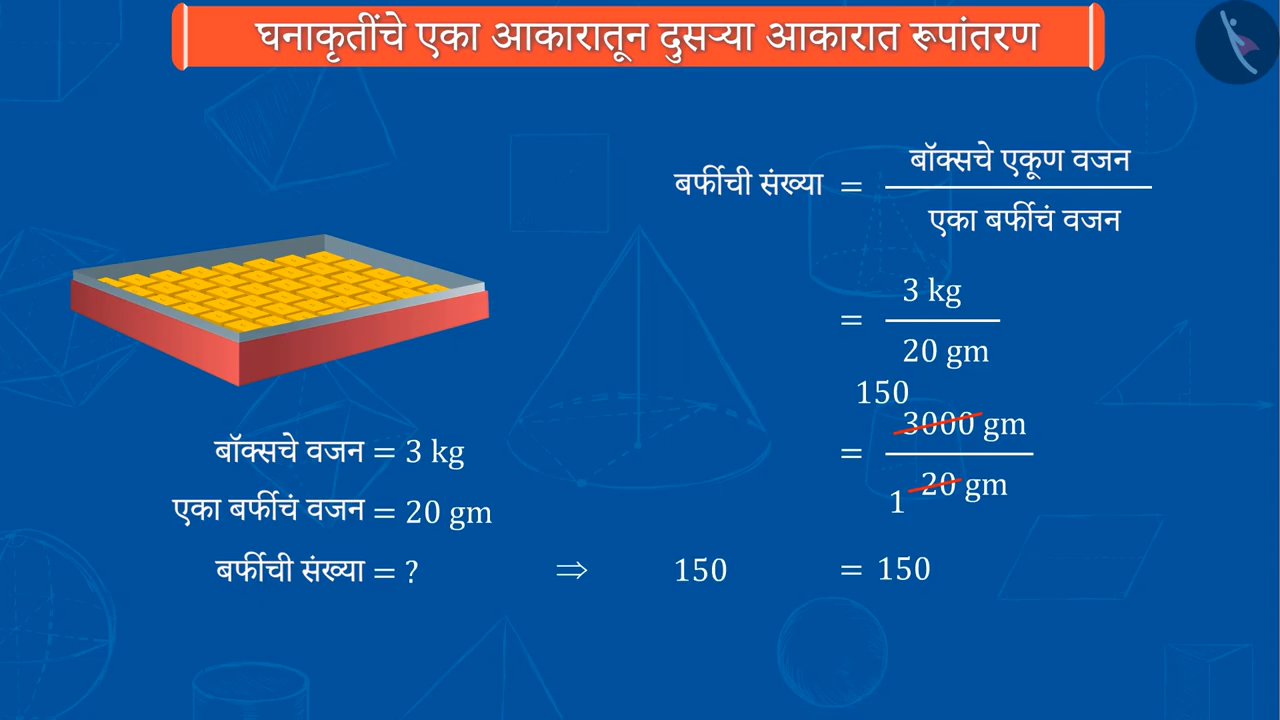 घनाकृतींचे एका आकारातून दुसऱ्या आकारात रूपांतरण
बर्फीची संख्या = बॉक्सचे एकूण वजन
एका बर्फीचं वजन
= 3 kg
20 gm
150
= 3000 gm
1 20 gm
बॉक्सचे वजन = 3 kg
एका बर्फीचं वजन = 20 gm
बर्फीची संख्या = ? ⇒ 150 = 150